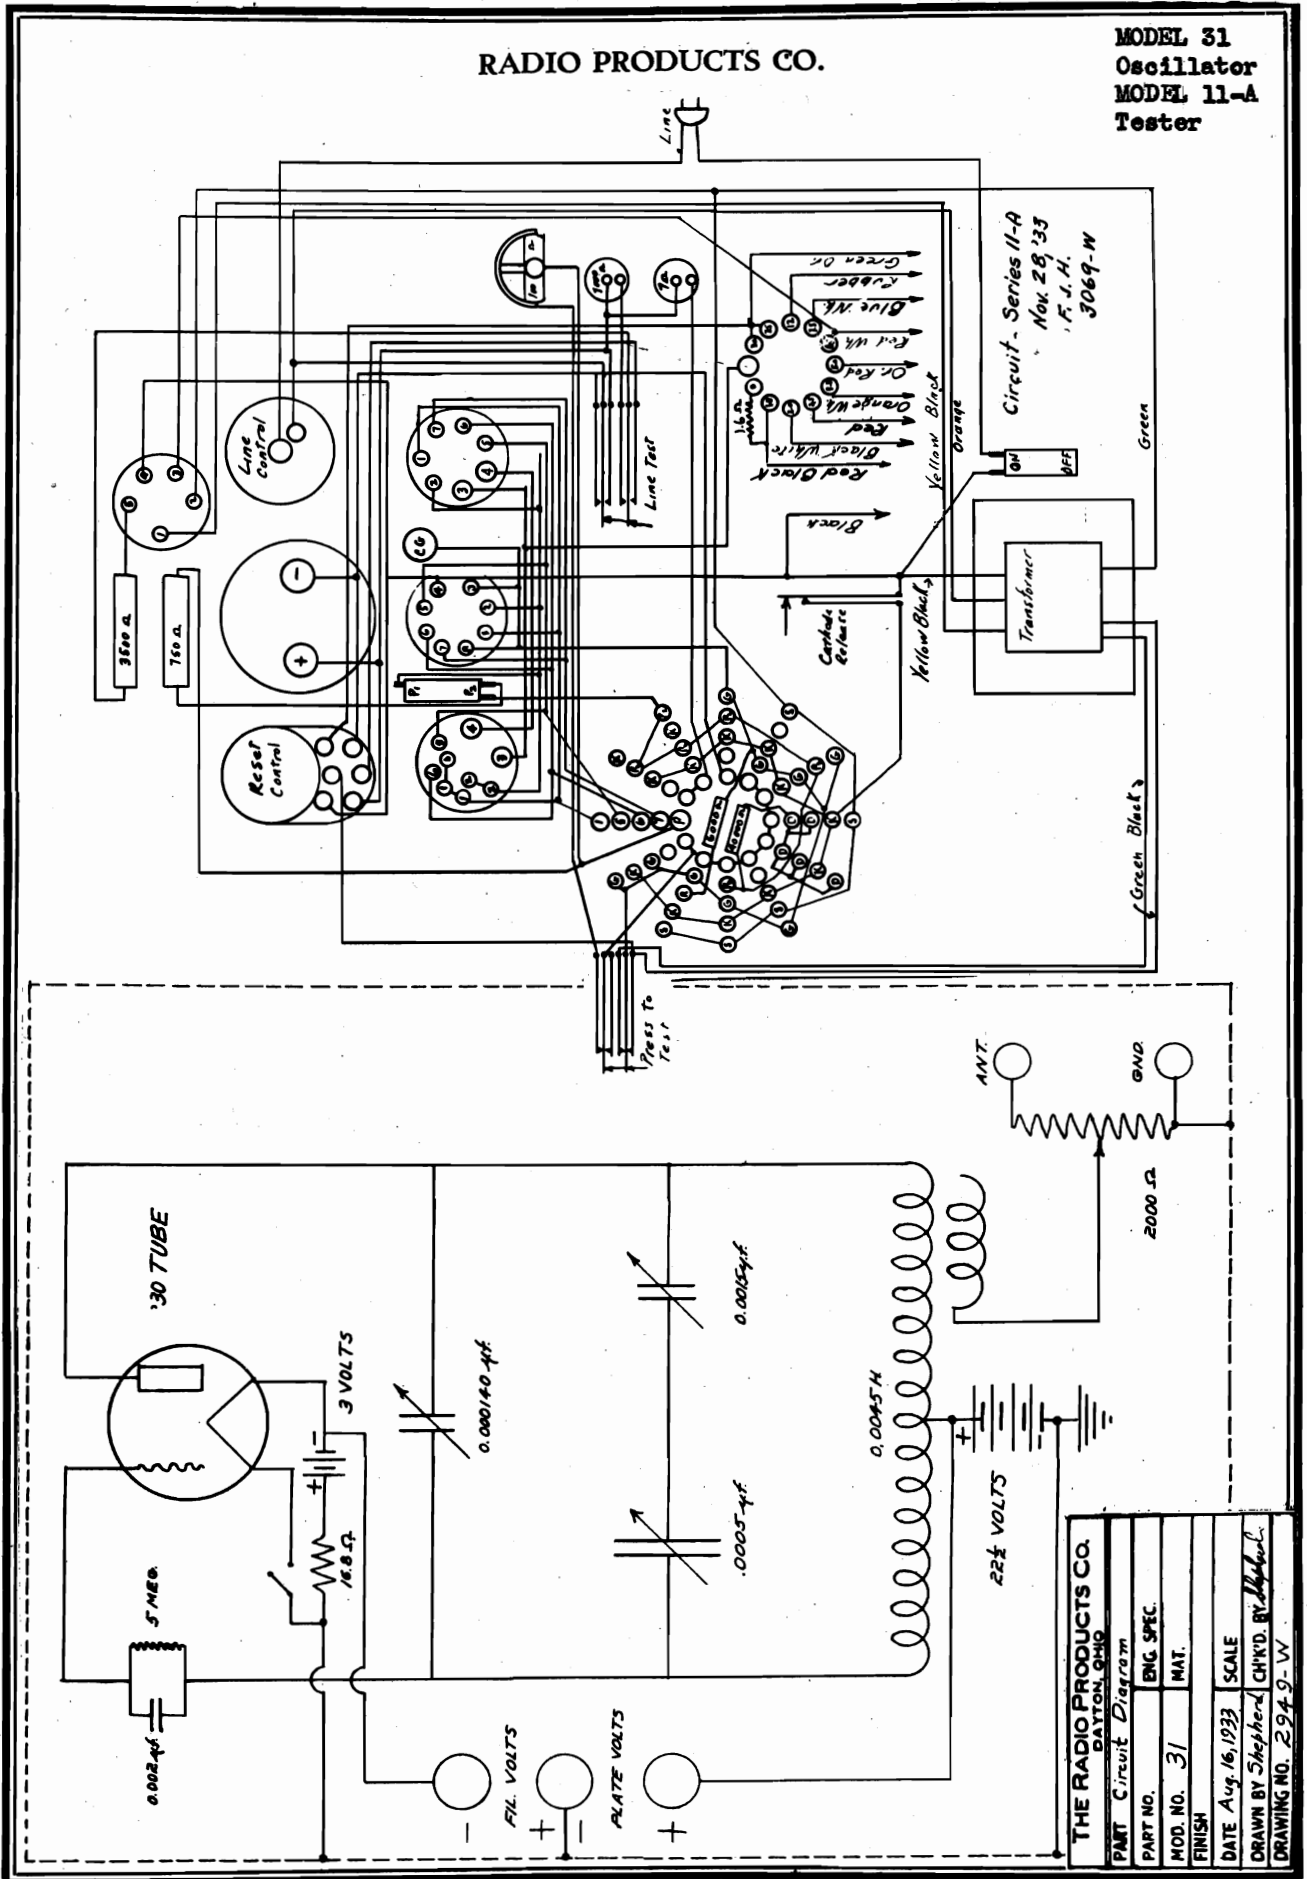 RADIO PRODUCTS CO.
MODEL 31
Oscillator
MODEL 11-A
Tester
Line
Circuit - Series 11-A
Nov. 28, '33
F. J. H.
3069-W
Green Or.
Rubber
Blue Wh.
Red Wh.
Or. Red
Orange Wh.
Red
Black White
Red Black
Black
Yellow Black
Orange
Green
Line Control
1.6 Ω
Line Test
ON
OFF
CG
3500 Ω
750 Ω
-
+
P1
P2
Cathode Release
Yellow Black
Transformer
Reset Control
6000 Ω
Green Black
Press to Test
ANT.
GND.
2000 Ω
'30 TUBE
3 VOLTS
- +
16.8 Ω
5 MEG.
0.002 µf.
0.000140 µf.
0.0015 µf.
.0005 µf.
0.0045 H
+ -
22½ VOLTS
-
FIL. VOLTS
+
-
PLATE VOLTS
+
THE RADIO PRODUCTS CO.
DAYTON, OHIO
PART Circuit Diagram
PART NO. ENG. SPEC.
MOD. NO. 31 MAT.
FINISH
DATE Aug. 16, 1933 SCALE
DRAWN BY Shepherd CH'K'D. BY
DRAWING NO. 2949-W